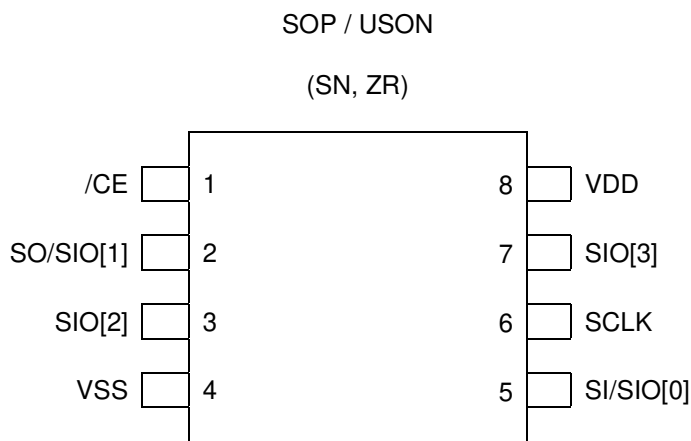 SOP / USON
(SN, ZR)
/CE 1 8 VDD
SO/SIO[1] 2 7 SIO[3]
SIO[2] 3 6 SCLK
VSS 4 5 SI/SIO[0]